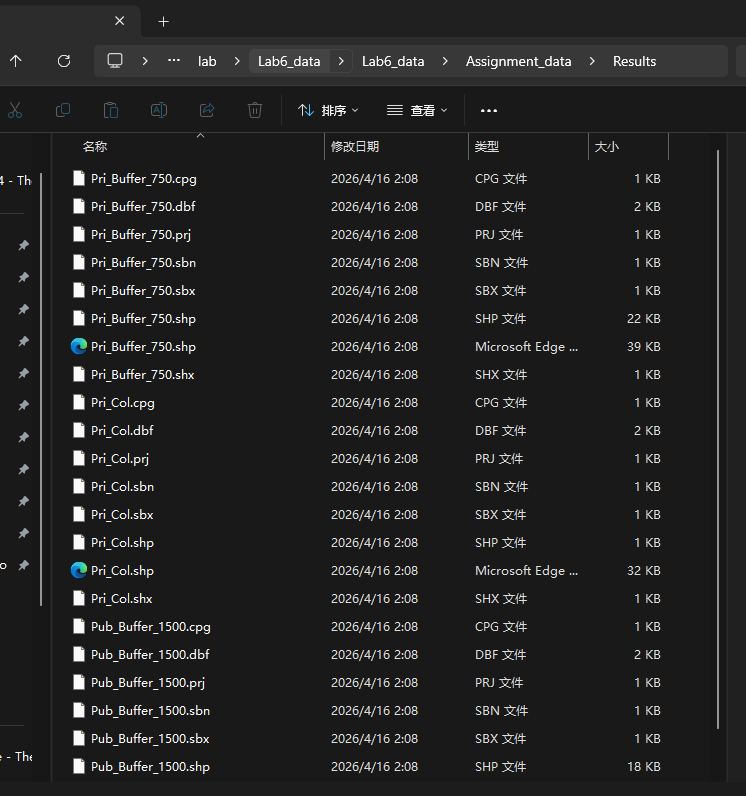 ··· lab Lab6_data Lab6_data Assignment_data Results
排序 查看 ···
名称 修改日期 类型 大小
4 - The
Pri_Buffer_750.cpg 2026/4/16 2:08 CPG 文件 1 KB
Pri_Buffer_750.dbf 2026/4/16 2:08 DBF 文件 2 KB
Pri_Buffer_750.prj 2026/4/16 2:08 PRJ 文件 1 KB
Pri_Buffer_750.sbn 2026/4/16 2:08 SBN 文件 1 KB
Pri_Buffer_750.sbx 2026/4/16 2:08 SBX 文件 1 KB
Pri_Buffer_750.shp 2026/4/16 2:08 SHP 文件 22 KB
Pri_Buffer_750.shp 2026/4/16 2:08 Microsoft Edge ... 39 KB
Pri_Buffer_750.shx 2026/4/16 2:08 SHX 文件 1 KB
Pri_Col.cpg 2026/4/16 2:08 CPG 文件 1 KB
Pri_Col.dbf 2026/4/16 2:08 DBF 文件 2 KB
Pri_Col.prj 2026/4/16 2:08 PRJ 文件 1 KB
Pri_Col.sbn 2026/4/16 2:08 SBN 文件 1 KB
Pri_Col.sbx 2026/4/16 2:08 SBX 文件 1 KB
Pri_Col.shp 2026/4/16 2:08 SHP 文件 1 KB
o Pri_Col.shp 2026/4/16 2:08 Microsoft Edge ... 32 KB
Pri_Col.shx 2026/4/16 2:08 SHX 文件 1 KB
Pub_Buffer_1500.cpg 2026/4/16 2:08 CPG 文件 1 KB
Pub_Buffer_1500.dbf 2026/4/16 2:08 DBF 文件 2 KB
Pub_Buffer_1500.prj 2026/4/16 2:08 PRJ 文件 1 KB
Pub_Buffer_1500.sbn 2026/4/16 2:08 SBN 文件 1 KB
Pub_Buffer_1500.sbx 2026/4/16 2:08 SBX 文件 1 KB
e - The
Pub_Buffer_1500.shp 2026/4/16 2:08 SHP 文件 18 KB